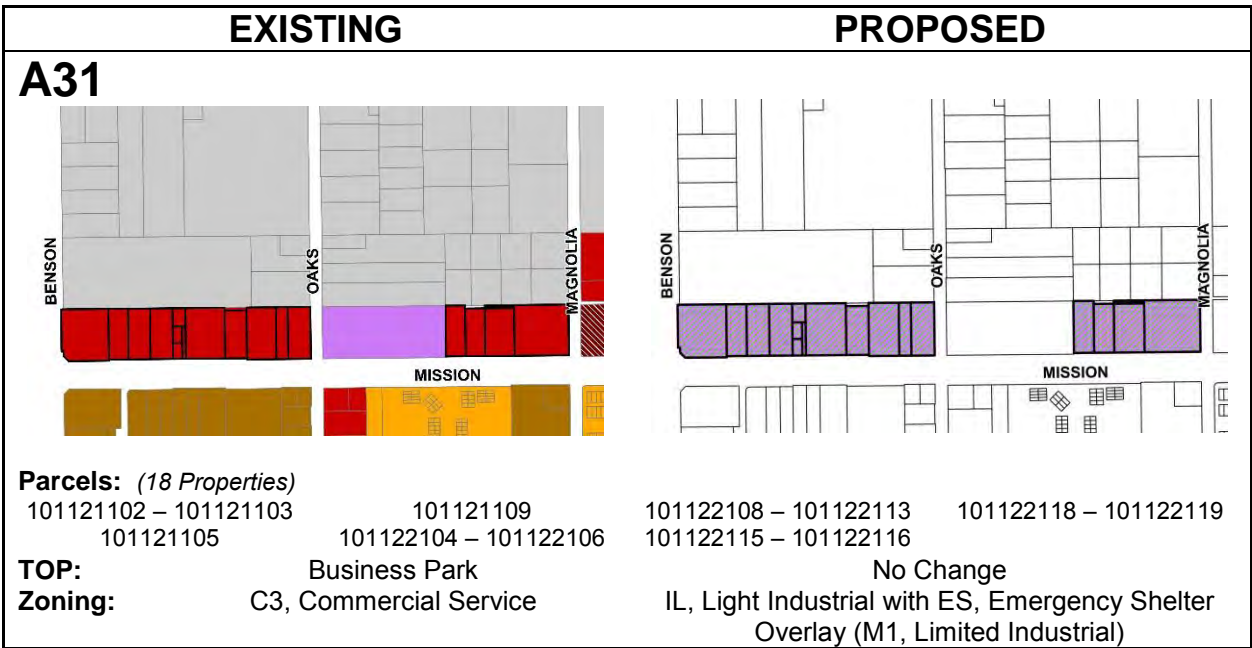 EXISTING PROPOSED
A31
BENSON
OAKS
MAGNOLIA
MISSION
BENSON
OAKS
MAGNOLIA
MISSION
Parcels: (18 Properties)
101121102 – 101121103 101121109 101122108 – 101122113 101122118 – 101122119
101121105 101122104 – 101122106 101122115 – 101122116
TOP: Business Park No Change
Zoning: C3, Commercial Service IL, Light Industrial with ES, Emergency Shelter
Overlay (M1, Limited Industrial)